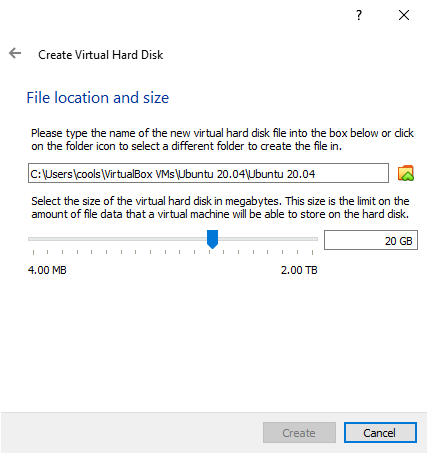 ?
Create Virtual Hard Disk
File location and size
Please type the name of the new virtual hard disk file into the box below or click
on the folder icon to select a different folder to create the file in.
C:\Users\cools\VirtualBox VMs\Ubuntu 20.04\Ubuntu 20.04
Select the size of the virtual hard disk in megabytes. This size is the limit on the
amount of file data that a virtual machine will be able to store on the hard disk.
20 GB
4.00 MB 2.00 TB
Create Cancel